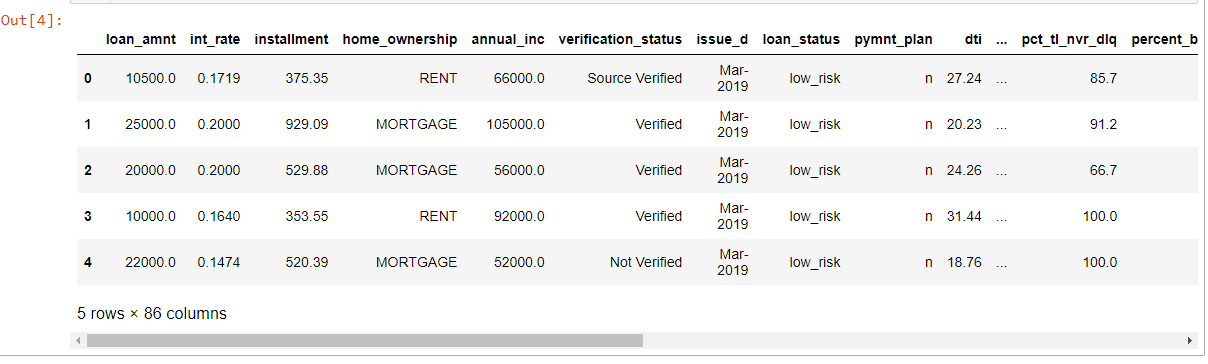 Out[4]:
loan_amnt int_rate installment home_ownership annual_inc verification_status issue_d loan_status pymnt_plan dti ... pct_tl_nvr_dlq percent_b
0 10500.0 0.1719 375.35 RENT 66000.0 Source Verified Mar-2019 low_risk n 27.24 ... 85.7
1 25000.0 0.2000 929.09 MORTGAGE 105000.0 Verified Mar-2019 low_risk n 20.23 ... 91.2
2 20000.0 0.2000 529.88 MORTGAGE 56000.0 Verified Mar-2019 low_risk n 24.26 ... 66.7
3 10000.0 0.1640 353.55 RENT 92000.0 Verified Mar-2019 low_risk n 31.44 ... 100.0
4 22000.0 0.1474 520.39 MORTGAGE 52000.0 Not Verified Mar-2019 low_risk n 18.76 ... 100.0
5 rows × 86 columns